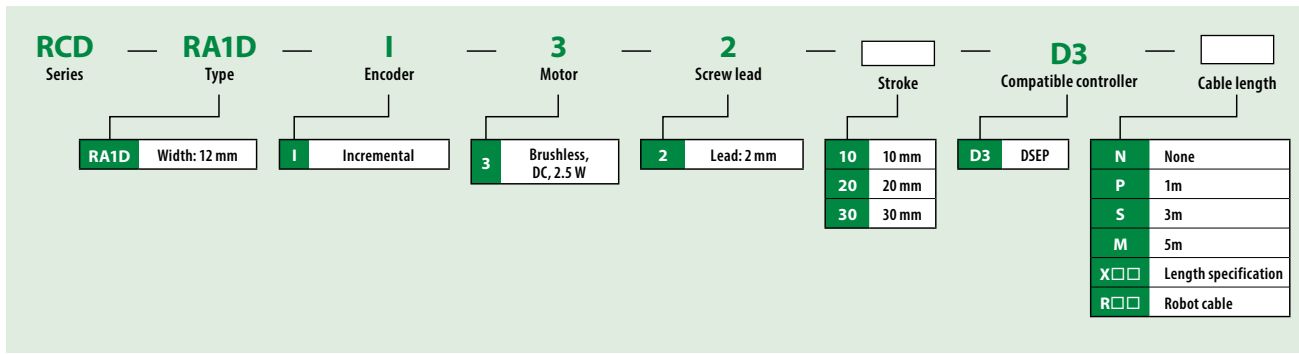 RCD — RA1D — I — 3 — 2 — — D3 —
Series Type Encoder Motor Screw lead Stroke Compatible controller Cable length
RA1D Width: 12 mm
I Incremental
3 Brushless,
DC, 2.5 W
2 Lead: 2 mm
10 10 mm
20 20 mm
30 30 mm
D3 DSEP
N None
P 1m
S 3m
M 5m
X□□ Length specification
R□□ Robot cable